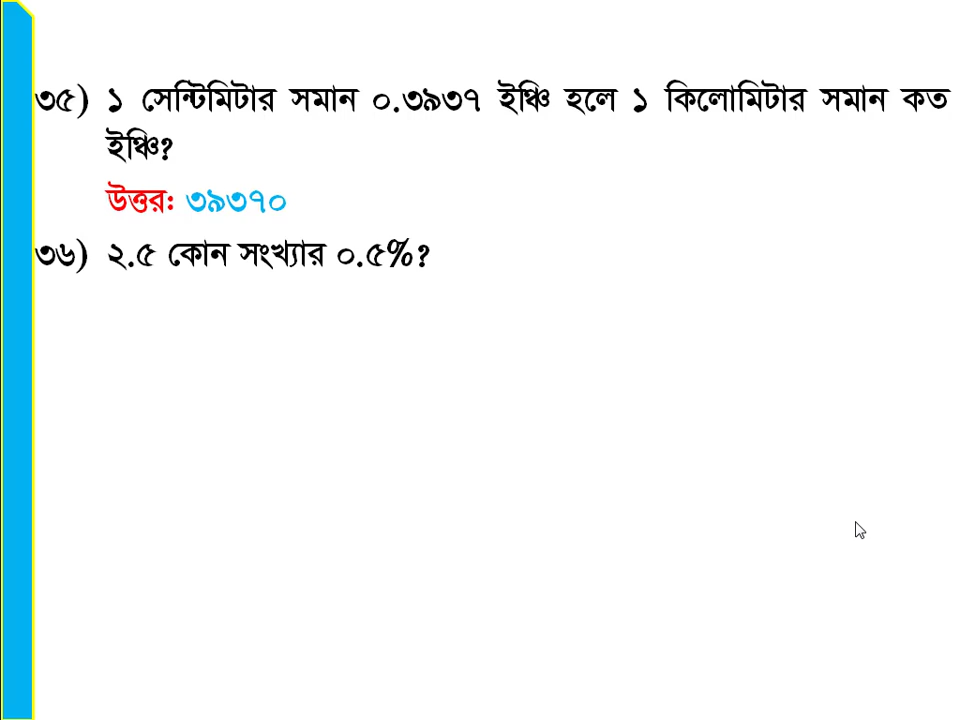 ৩৫) ১ সেন্টিমিটার সমান ০.৩৯৩৭ ইঞ্চি হলে ১ কিলোমিটার সমান কত
ইঞ্চি?
উত্তর: ৩৯৩৭০
৩৬) ২.৫ কোন সংখ্যার ০.৫%?